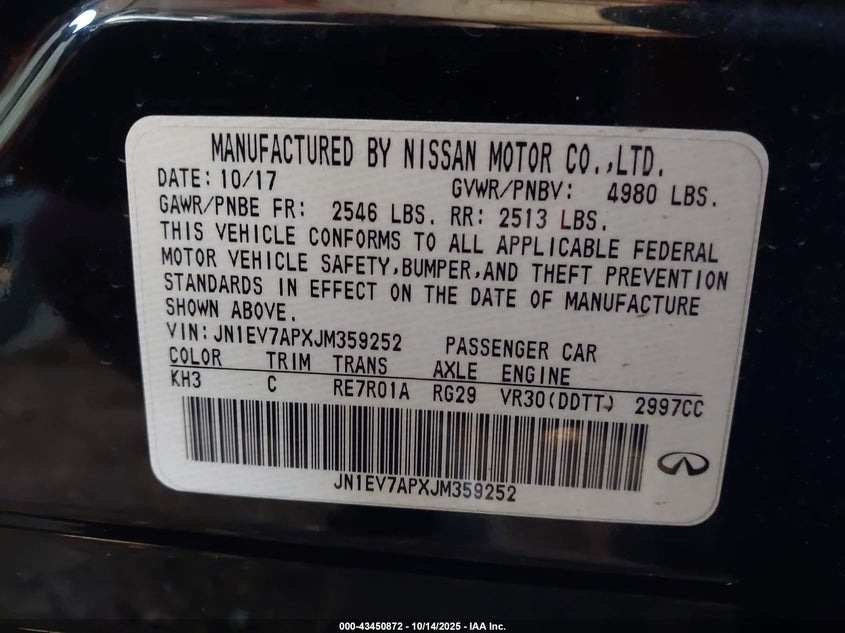 MANUFACTURED BY NISSAN MOTOR CO.,LTD.
DATE: 10/17 GVWR/PNBV: 4980 LBS.
GAWR/PNBE FR: 2546 LBS. RR: 2513 LBS.
THIS VEHICLE CONFORMS TO ALL APPLICABLE FEDERAL
MOTOR VEHICLE SAFETY,BUMPER,AND THEFT PREVENTION
STANDARDS IN EFFECT ON THE DATE OF MANUFACTURE
SHOWN ABOVE.
VIN:JN1EV7APXJM359252 PASSENGER CAR
COLOR TRIM TRANS AXLE ENGINE
KH3 C RE7R01A RG29 VR30(DDTT) 2997CC
JN1EV7APXJM359252
000-43450872 - 10/14/2025 - IAA Inc.